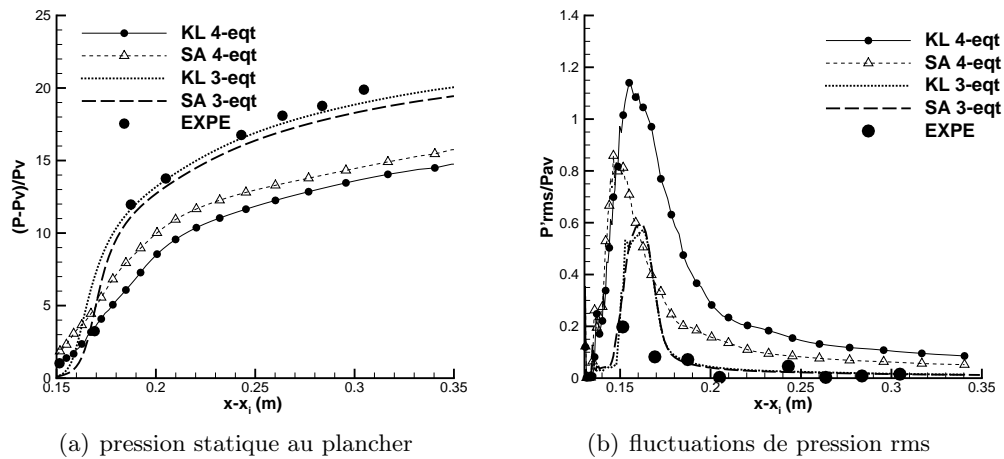 25
20
15
10
5
0
0.15
0.2
0.25
0.3
0.35
(P-Pv)/Pv
x-xi (m)
KL 4-eqt
SA 4-eqt
KL 3-eqt
SA 3-eqt
EXPE
(a) pression statique au plancher
1.4
1.2
1
0.8
0.6
0.4
0.2
0
0.15
0.2
0.25
0.3
0.35
P'rms/Pav
x-xi (m)
KL 4-eqt
SA 4-eqt
KL 3-eqt
SA 3-eqt
EXPE
(b) fluctuations de pression rms